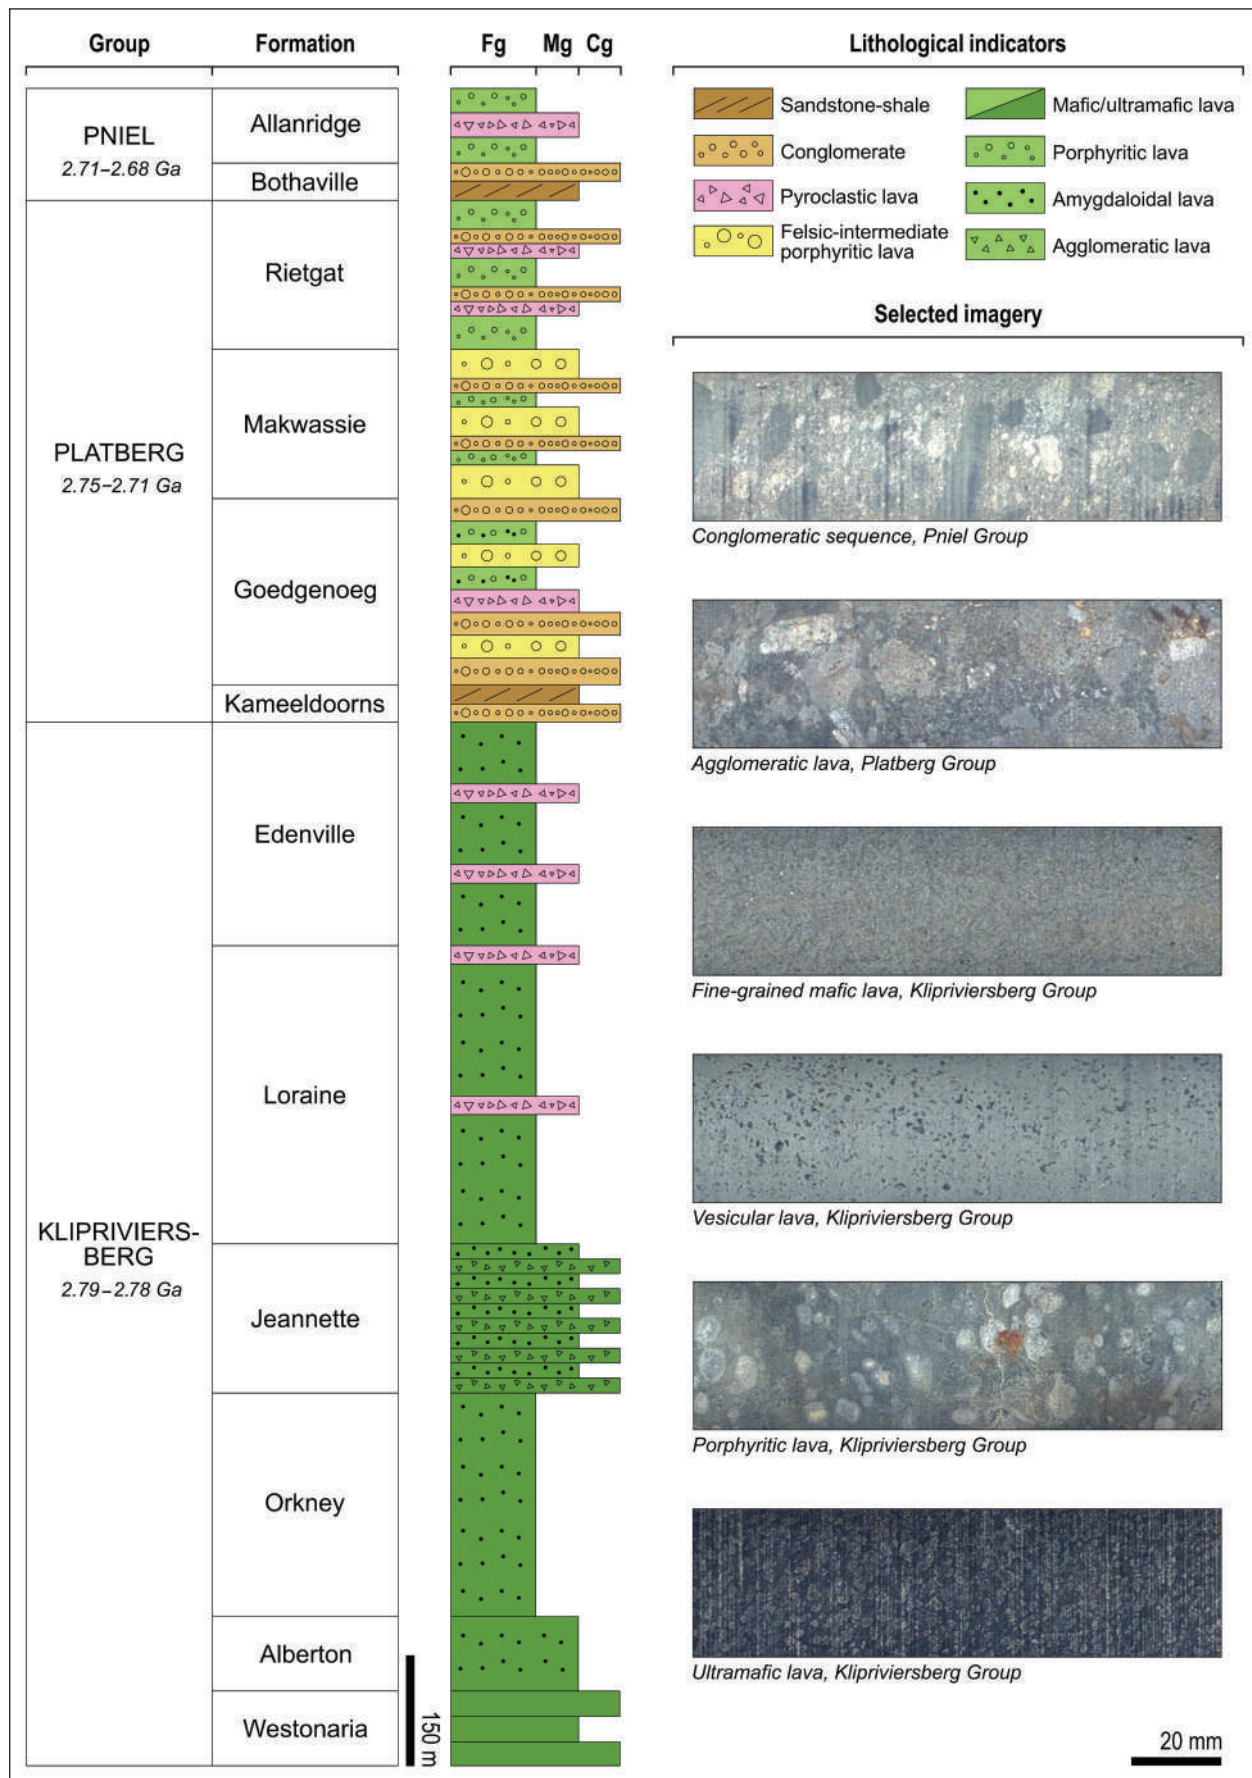 Group
Formation
Fg
Mg
Cg
PNIEL
2.71–2.68 Ga
Allanridge
Bothaville
PLATBERG
2.75–2.71 Ga
Rietgat
Makwassie
Goedgenoeg
Kameeldoorns
KLIPRIVIERS-
BERG
2.79–2.78 Ga
Edenville
Loraine
Jeannette
Orkney
Alberton
Westonaria
150 m
Lithological indicators
Sandstone-shale
Conglomerate
Pyroclastic lava
Felsic-intermediate
porphyritic lava
Mafic/ultramafic lava
Porphyritic lava
Amygdaloidal lava
Agglomeratic lava
Selected imagery
Conglomeratic sequence, Pniel Group
Agglomeratic lava, Platberg Group
Fine-grained mafic lava, Klipriviersberg Group
Vesicular lava, Klipriviersberg Group
Porphyritic lava, Klipriviersberg Group
Ultramafic lava, Klipriviersberg Group
20 mm